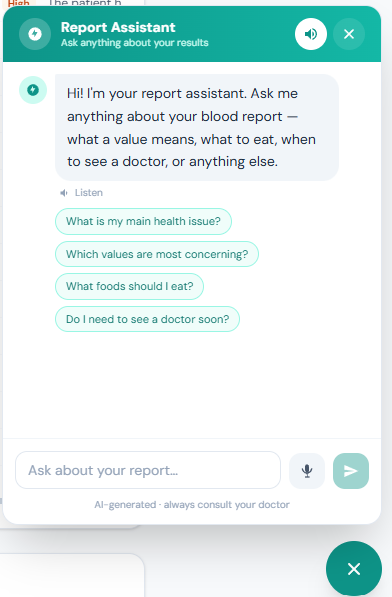 High
The patient h
Report Assistant
Ask anything about your results
Hi! I'm your report assistant. Ask me
anything about your blood report —
what a value means, what to eat, when
to see a doctor, or anything else.
Listen
What is my main health issue?
Which values are most concerning?
What foods should I eat?
Do I need to see a doctor soon?
Ask about your report...
AI-generated · always consult your doctor